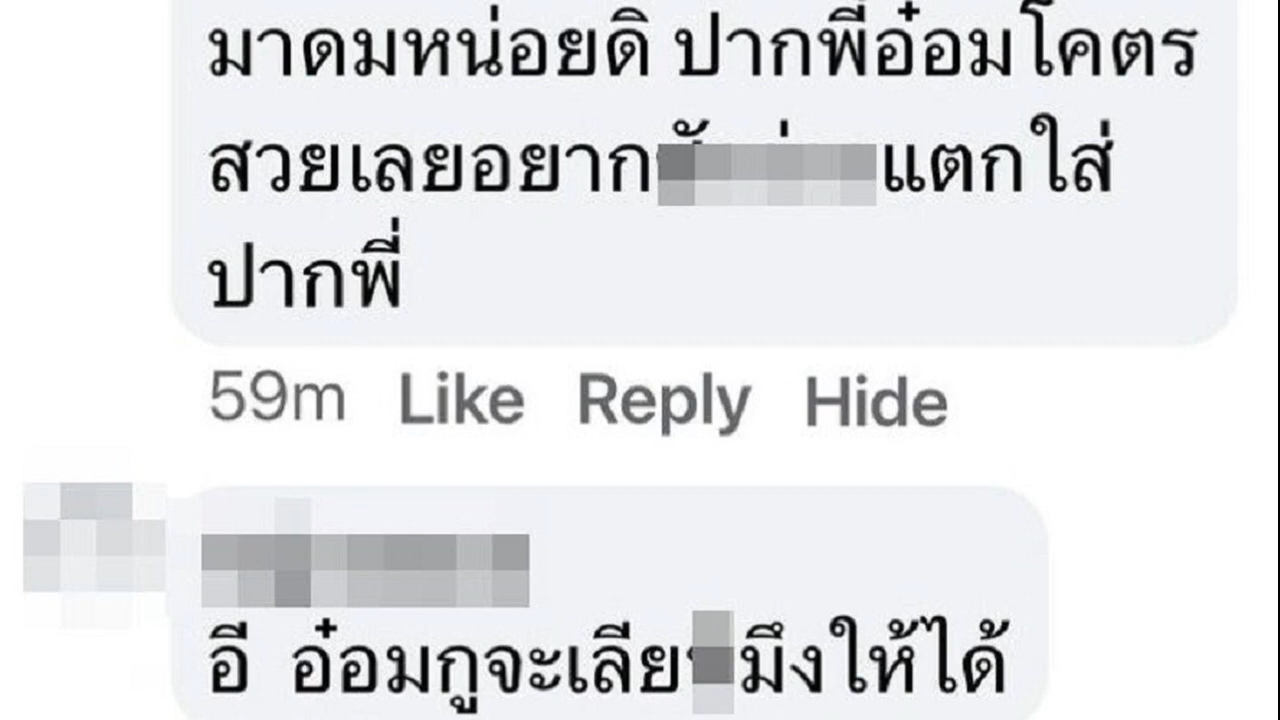 มาดมหน่อยดิ ปากพี่อ๋อมโคตร
สวยเลยอยาก แตกใส่
ปากพี่
59m Like Reply Hide
อี อ๋อมกูจะเลีย มึงให้ได้